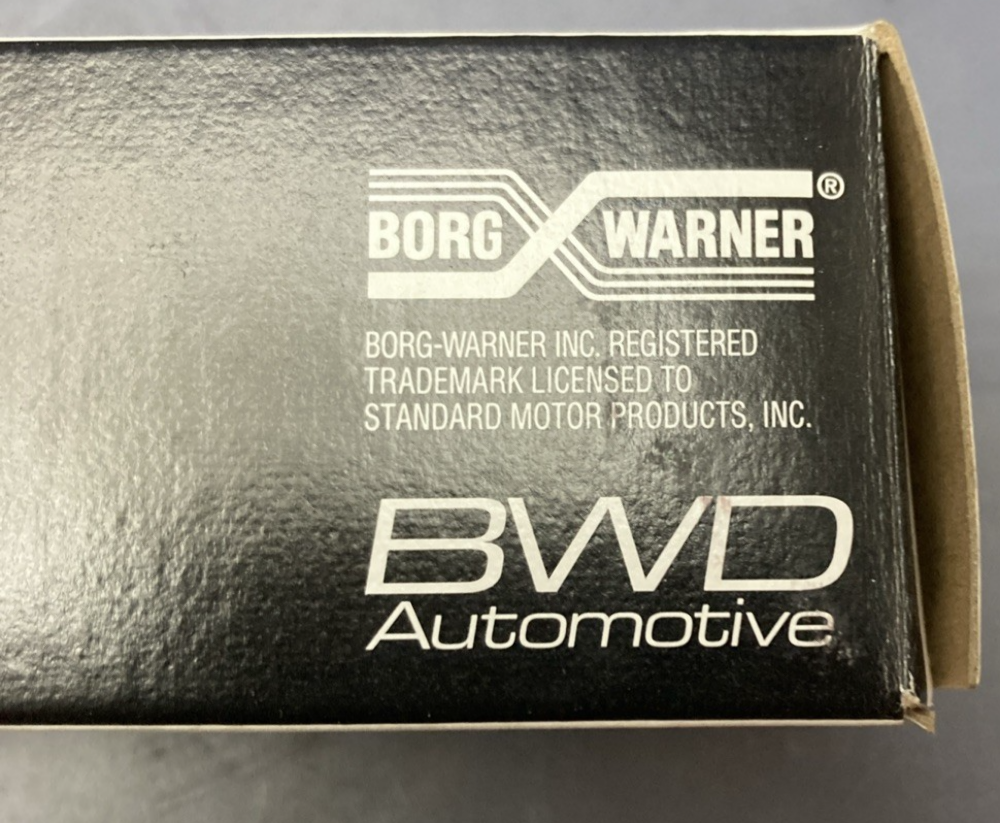 BORG WARNER®
BORG-WARNER INC. REGISTERED
TRADEMARK LICENSED TO
STANDARD MOTOR PRODUCTS, INC.
BWD
Automotive